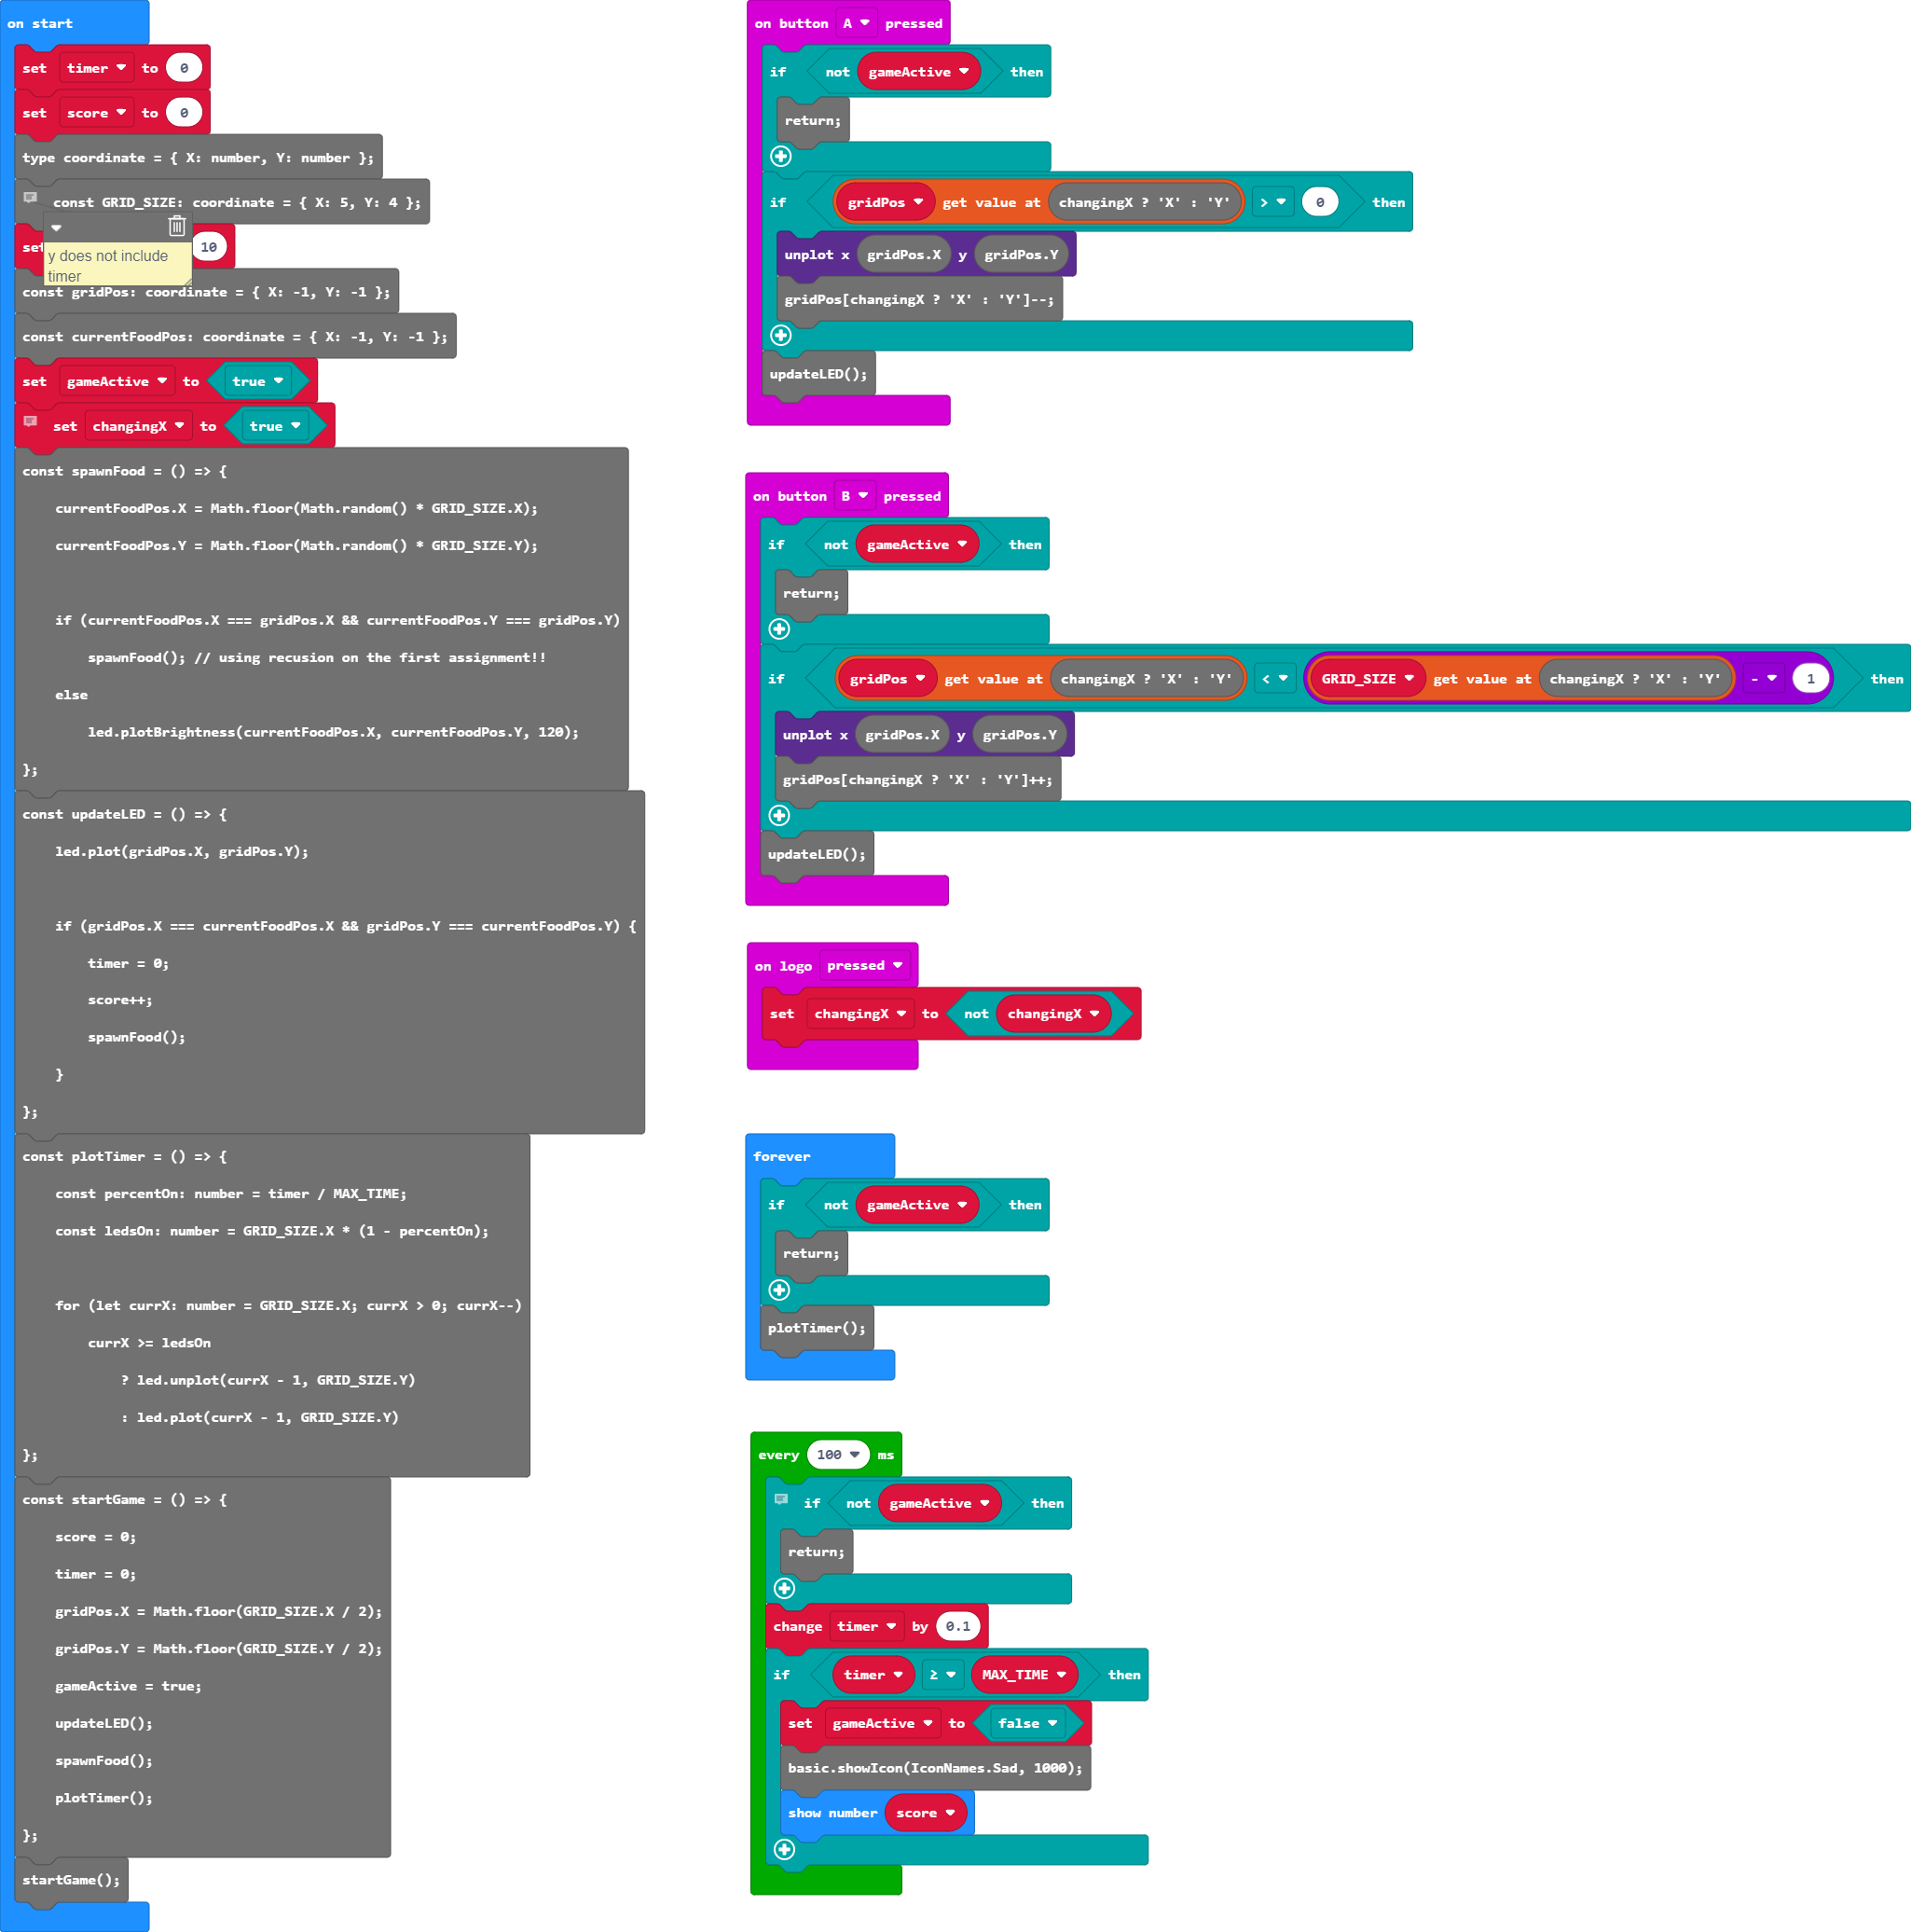 on start
set timer to 0
set score to 0
type coordinate = { X: number, Y: number };
const GRID_SIZE: coordinate = { X: 5, Y: 4 };
y does not include
timer
10
const gridPos: coordinate = { X: -1, Y: -1 };
const currentFoodPos: coordinate = { X: -1, Y: -1 };
set gameActive to true
set changingX to true
const spawnFood = () => {
currentFoodPos.X = Math.floor(Math.random() * GRID_SIZE.X);
currentFoodPos.Y = Math.floor(Math.random() * GRID_SIZE.Y);
if (currentFoodPos.X === gridPos.X && currentFoodPos.Y === gridPos.Y)
spawnFood(); // using recusion on the first assignment!!
else
led.plotBrightness(currentFoodPos.X, currentFoodPos.Y, 120);
};
const updateLED = () => {
led.plot(gridPos.X, gridPos.Y);
if (gridPos.X === currentFoodPos.X && gridPos.Y === currentFoodPos.Y) {
timer = 0;
score++;
spawnFood();
}
};
const plotTimer = () => {
const percentOn: number = timer / MAX_TIME;
const ledsOn: number = GRID_SIZE.X * (1 - percentOn);
for (let currX: number = GRID_SIZE.X; currX > 0; currX--)
currX >= ledsOn
? led.unplot(currX - 1, GRID_SIZE.Y)
: led.plot(currX - 1, GRID_SIZE.Y)
};
const startGame = () => {
score = 0;
timer = 0;
gridPos.X = Math.floor(GRID_SIZE.X / 2);
gridPos.Y = Math.floor(GRID_SIZE.Y / 2);
gameActive = true;
updateLED();
spawnFood();
plotTimer();
};
startGame();
on button A pressed
if not gameActive then
return;
if gridPos get value at changingX ? 'X' : 'Y' > 0 then
unplot x gridPos.X y gridPos.Y
gridPos[changingX ? 'X' : 'Y']--;
updateLED();
on button B pressed
if not gameActive then
return;
if gridPos get value at changingX ? 'X' : 'Y' < GRID_SIZE get value at changingX ? 'X' : 'Y' - 1 then
unplot x gridPos.X y gridPos.Y
gridPos[changingX ? 'X' : 'Y']++;
updateLED();
on logo pressed
set changingX to not changingX
forever
if not gameActive then
return;
plotTimer();
every 100 ms
if not gameActive then
return;
change timer by 0.1
if timer ≥ MAX_TIME then
set gameActive to false
basic.showIcon(IconNames.Sad, 1000);
show number score